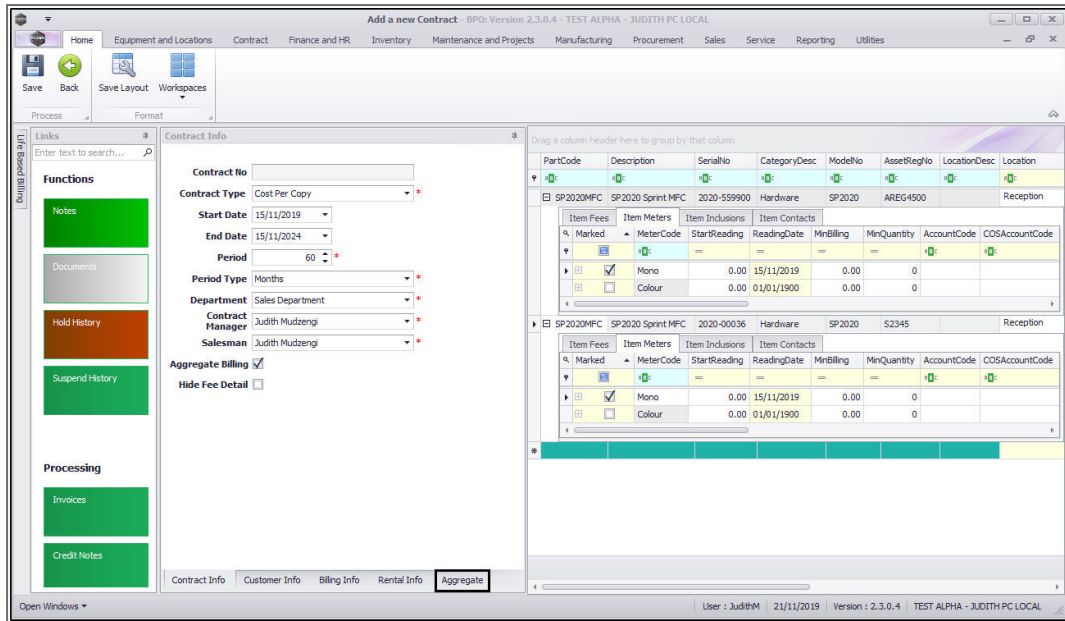 Add a new Contract - BPO: Version 2.3.0.4 - TEST ALPHA - JUDITH PC LOCAL
Home Equipment and Locations Contract Finance and HR Inventory Maintenance and Projects Manufacturing Procurement Sales Service Reporting Utilities
Save Back Save Layout Workspaces
Process Format
Life Based Billing
Links
Enter text to search...
Functions
Notes
Documents
Hold History
Suspend History
Processing
Invoices
Credit Notes
Contract Info
Contract No
Contract Type Cost Per Copy *
Start Date 15/11/2019
End Date 15/11/2024
Period 60 *
Period Type Months *
Department Sales Department *
Contract Manager Judith Mudzengi *
Salesman Judith Mudzengi *
Aggregate Billing
Hide Fee Detail
Contract Info Customer Info Billing Info Rental Info Aggregate
Drag a column header here to group by that column
PartCode Description SerialNo CategoryDesc ModelNo AssetRegNo LocationDesc Location
SP2020MFC SP2020 Sprint MFC 2020-559900 Hardware SP2020 AREG4500 Reception
Item Fees Item Meters Item Inclusions Item Contacts
Marked MeterCode StartReading ReadingDate MinBilling MinQuantity AccountCode COSAccountCode
Mono 0.00 15/11/2019 0.00 0
Colour 0.00 01/01/1900 0.00 0
SP2020MFC SP2020 Sprint MFC 2020-00036 Hardware SP2020 S2345 Reception
Item Fees Item Meters Item Inclusions Item Contacts
Marked MeterCode StartReading ReadingDate MinBilling MinQuantity AccountCode COSAccountCode
Mono 0.00 15/11/2019 0.00 0
Colour 0.00 01/01/1900 0.00 0
Open Windows User : JudithM 21/11/2019 Version : 2.3.0.4 TEST ALPHA - JUDITH PC LOCAL